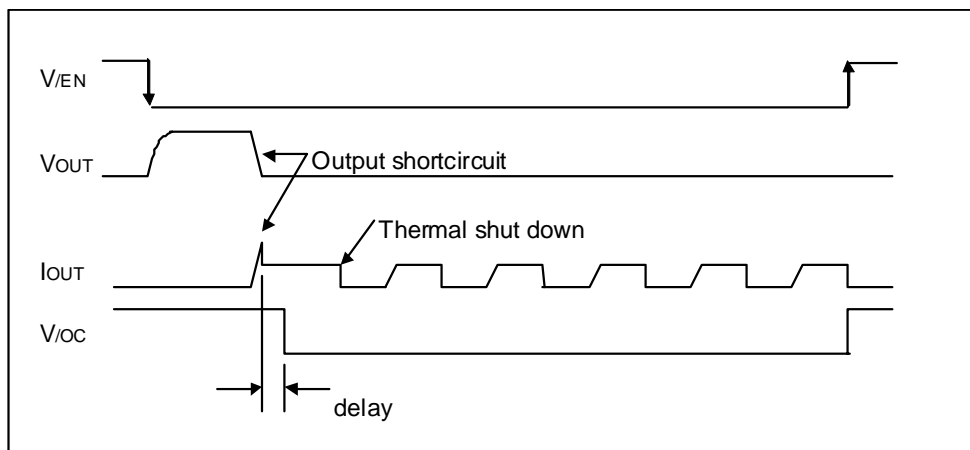 V/EN
VOUT
Output shortcircuit
Thermal shut down
IOUT
V/OC
delay